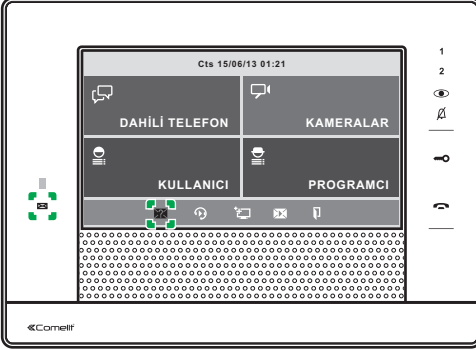 Cts 15/06/13 01:21
DAHİLİ TELEFON
KAMERALAR
KULLANICI
PROGRAMCI
1
2
Comelit